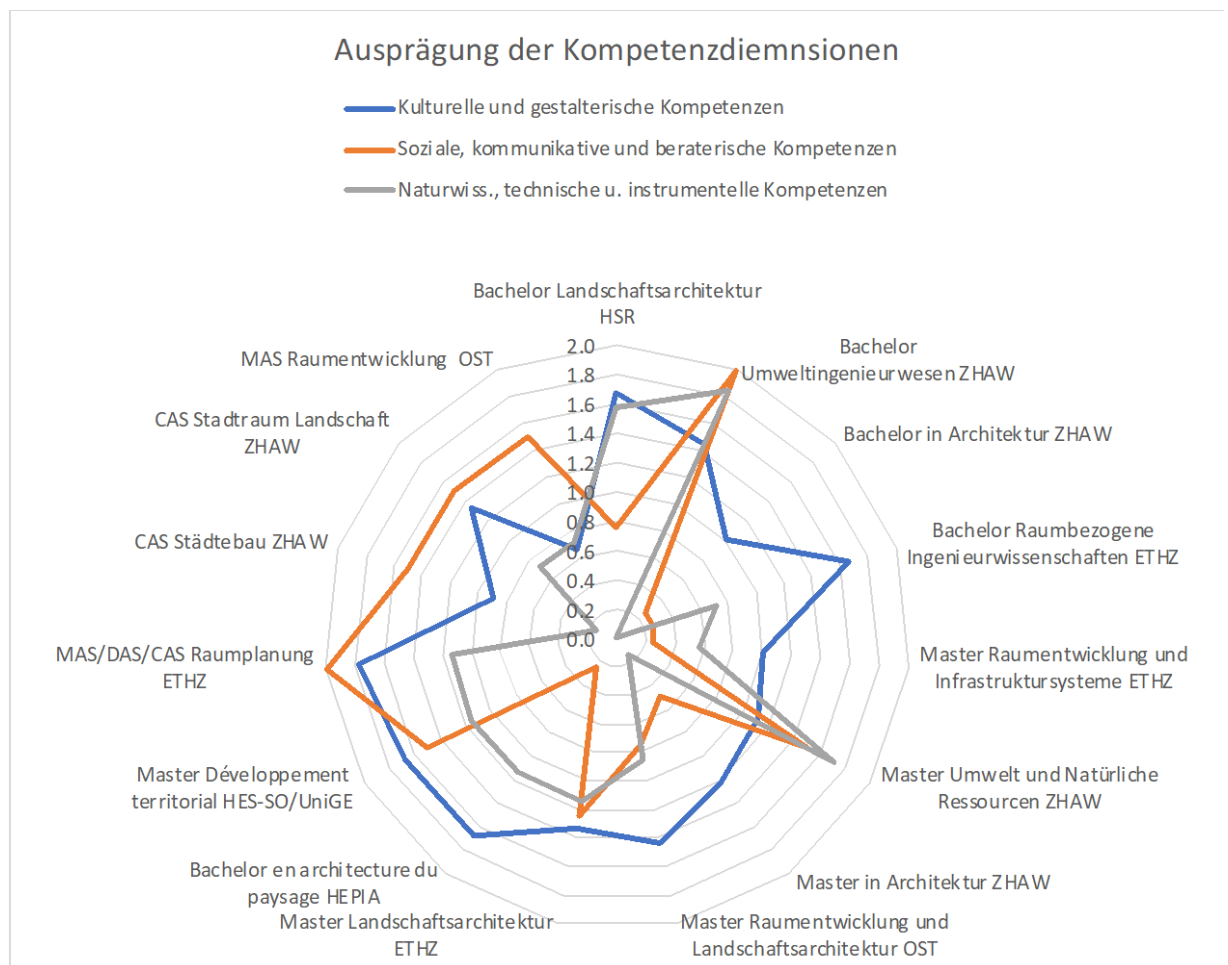 Ausprägung der Kompetenzdiemnsionen
Kulturelle und gestalterische Kompetenzen
Soziale, kommunikative und beraterische Kompetenzen
Naturwiss., technische u. instrumentelle Kompetenzen
Bachelor Landschaftsarchitektur
HSR
Bachelor
Umweltingenieurwesen ZHAW
Bachelor in Architektur ZHAW
Bachelor Raumbezogene
Ingenieurwissenschaften ETHZ
Master Raumentwicklung und
Infrastruktursysteme ETHZ
Master Umwelt und Natürliche
Ressourcen ZHAW
Master in Architektur ZHAW
Master Raumentwicklung und
Landschaftsarchitektur OST
Master Landschaftsarchitektur
ETHZ
Bachelor en architecture du
paysage HEPIA
Master Développement
territorial HES-SO/UniGE
MAS/DAS/CAS Raumplanung
ETHZ
CAS Städtebau ZHAW
CAS Stadtraum Landschaft
ZHAW
MAS Raumentwicklung OST
2.0
1.8
1.6
1.4
1.2
1.0
0.8
0.6
0.4
0.2
0.0